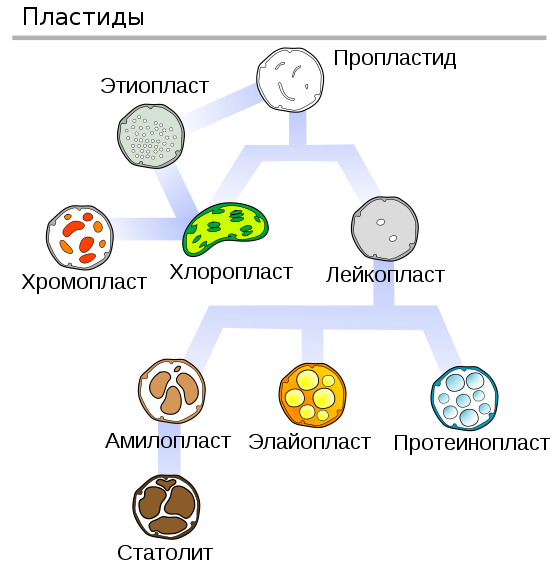 Пластиды
Пропластид
Этиопласт
Хромопласт
Хлоропласт
Лейкопласт
Амилопласт
Элайопласт
Протеинопласт
Статолит